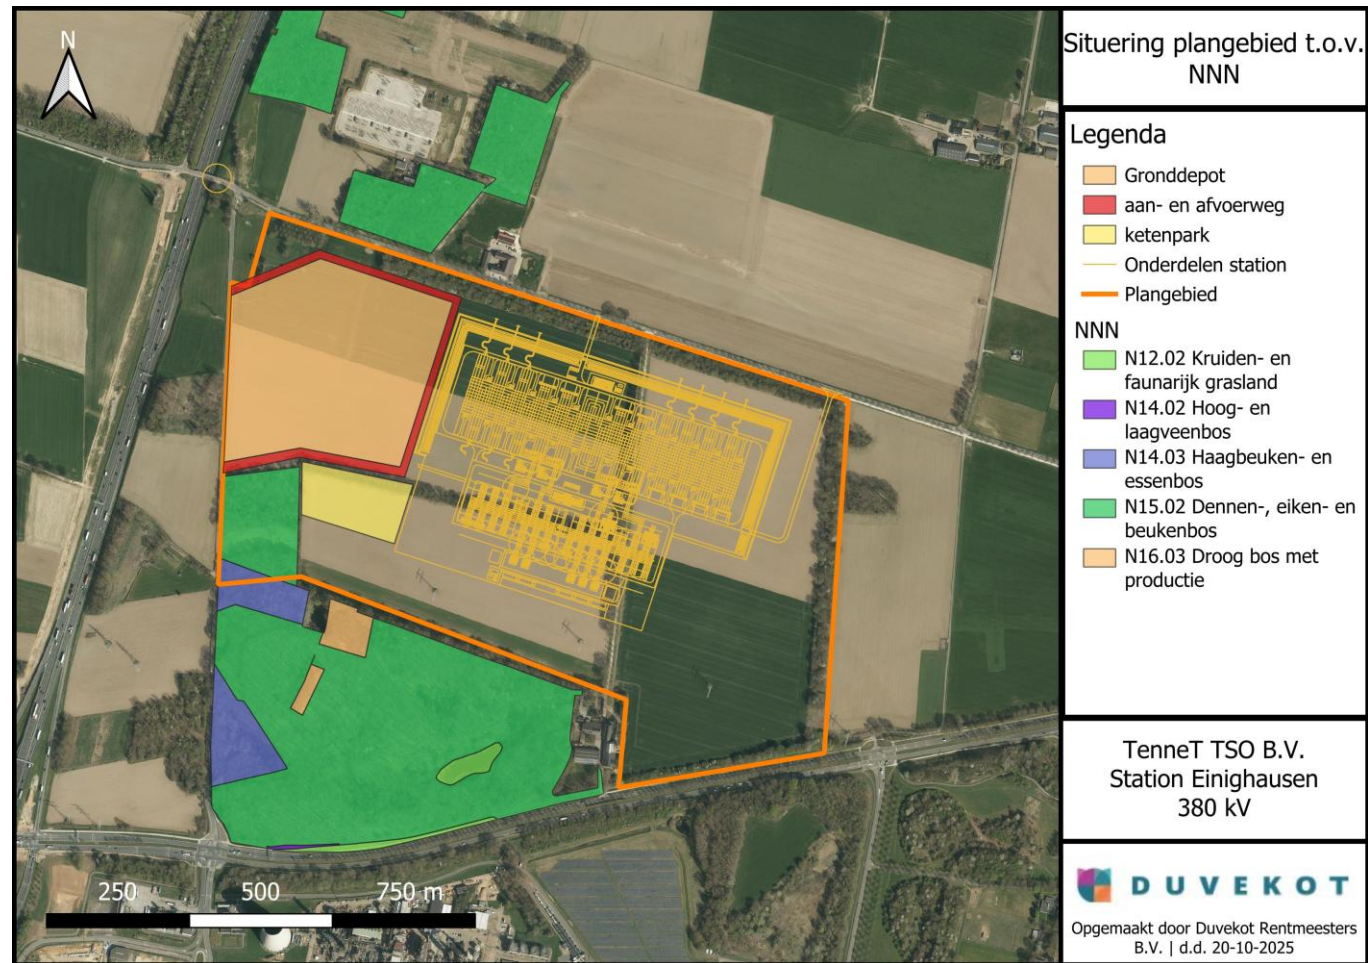 N
250 500 750 m
Situering plangebied t.o.v.
NNN
Legenda
Gronddepot
aan- en afvoerweg
ketenpark
Onderdelen station
Plangebied
NNN
N12.02 Kruiden- en
faunarijk grasland
N14.02 Hoog- en
laagveenbos
N14.03 Haagbeuken- en
essenbos
N15.02 Dennen-, eiken- en
beukenbos
N16.03 Droog bos met
productie
TenneT TSO B.V.
Station Einighausen
380 kV
DUVEKOT
Opgemaakt door Duvekot Rentmeesters
B.V. | d.d. 20-10-2025